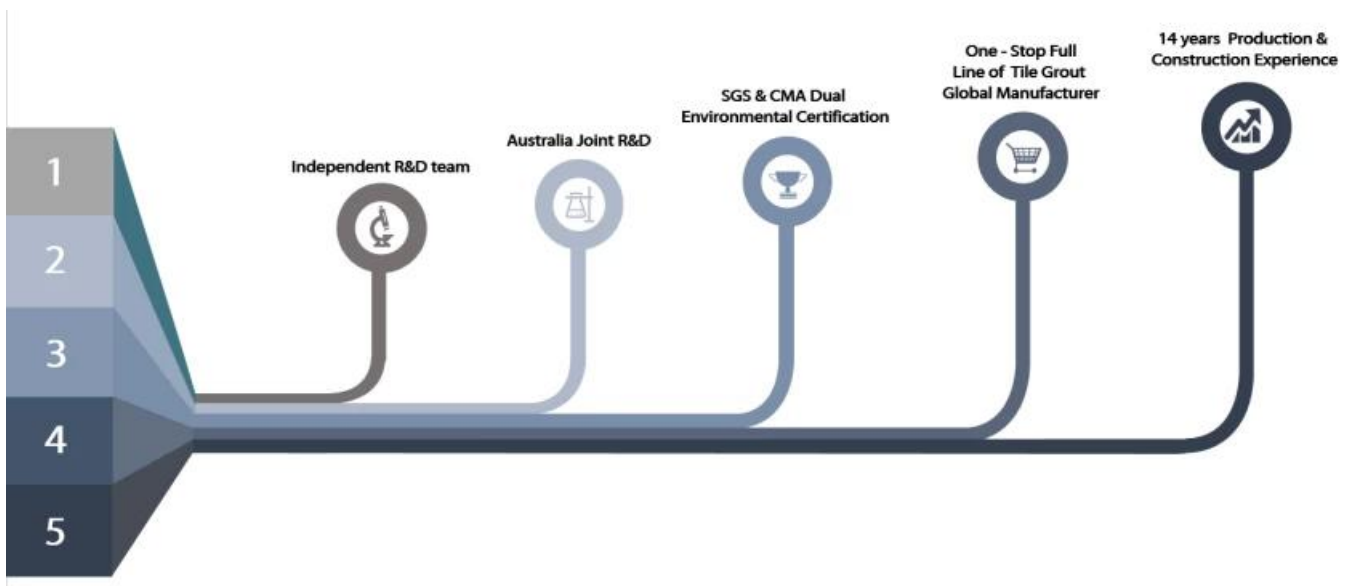 1
2
3
4
5
Independent R&D team
Australia Joint R&D
SGS & CMA Dual
Environmental Certification
One - Stop Full
Line of Tile Grout
Global Manufacturer
14 years Production &
Construction Experience